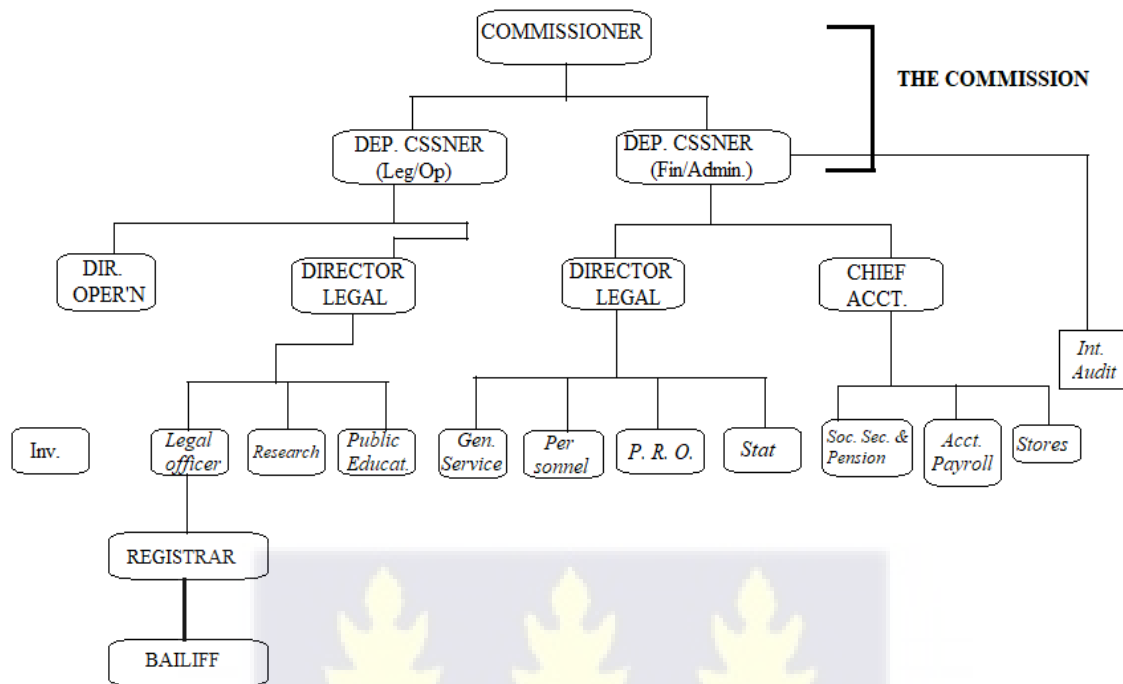 COMMISSIONER
THE COMMISSION
DEP. CSSNER
(Leg/Op)
DEP. CSSNER
(Fin/Admin.)
DIR.
OPER'N
DIRECTOR
LEGAL
DIRECTOR
LEGAL
CHIEF
ACCT.
Int.
Audit
Inv.
Legal
officer
Research
Public
Educat.
Gen.
Service
Per
sonnel
P. R. O.
Stat
Soc. Sec. &
Pension
Acct.
Payroll
Stores
REGISTRAR
BAILIFF